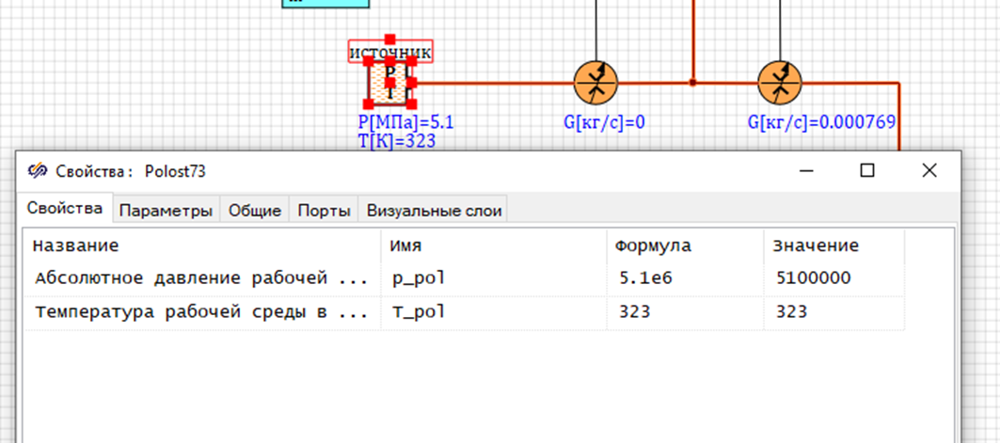 источник
P
T
P[МПа]=5.1
T[К]=323
G[кг/с]=0
G[кг/с]=0.000769
Свойства: Polost73
Свойства Параметры Общие Порты Визуальные слои
Название Имя Формула Значение
Абсолютное давление рабочей ... p_pol 5.1e6 5100000
Температура рабочей среды в ... T_pol 323 323